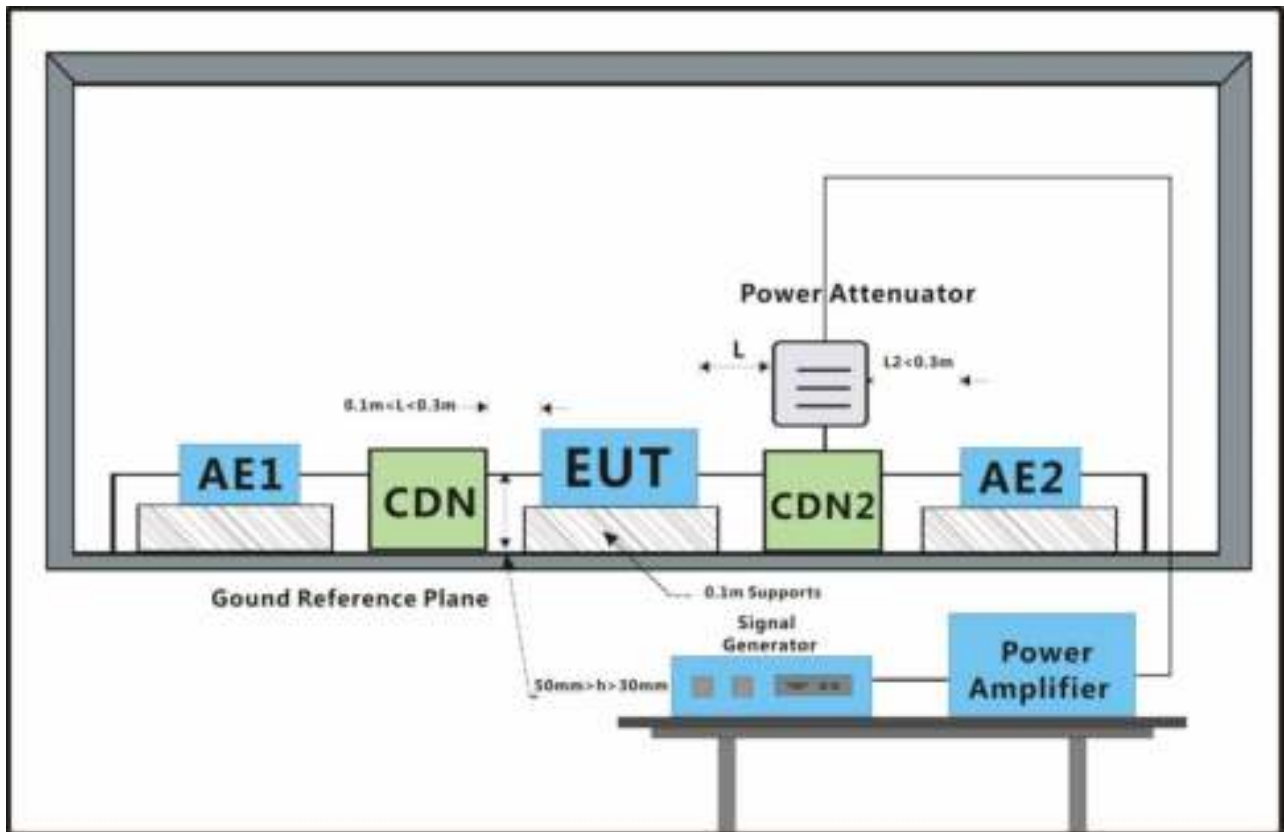 Power Attenuator
L
L2<0.3m
0.1m<L<0.3m
AE1
CDN
EUT
CDN2
AE2
Gound Reference Plane
0.1m Supports
Signal
Generator
50mm>h>30mm
Power
Amplifier